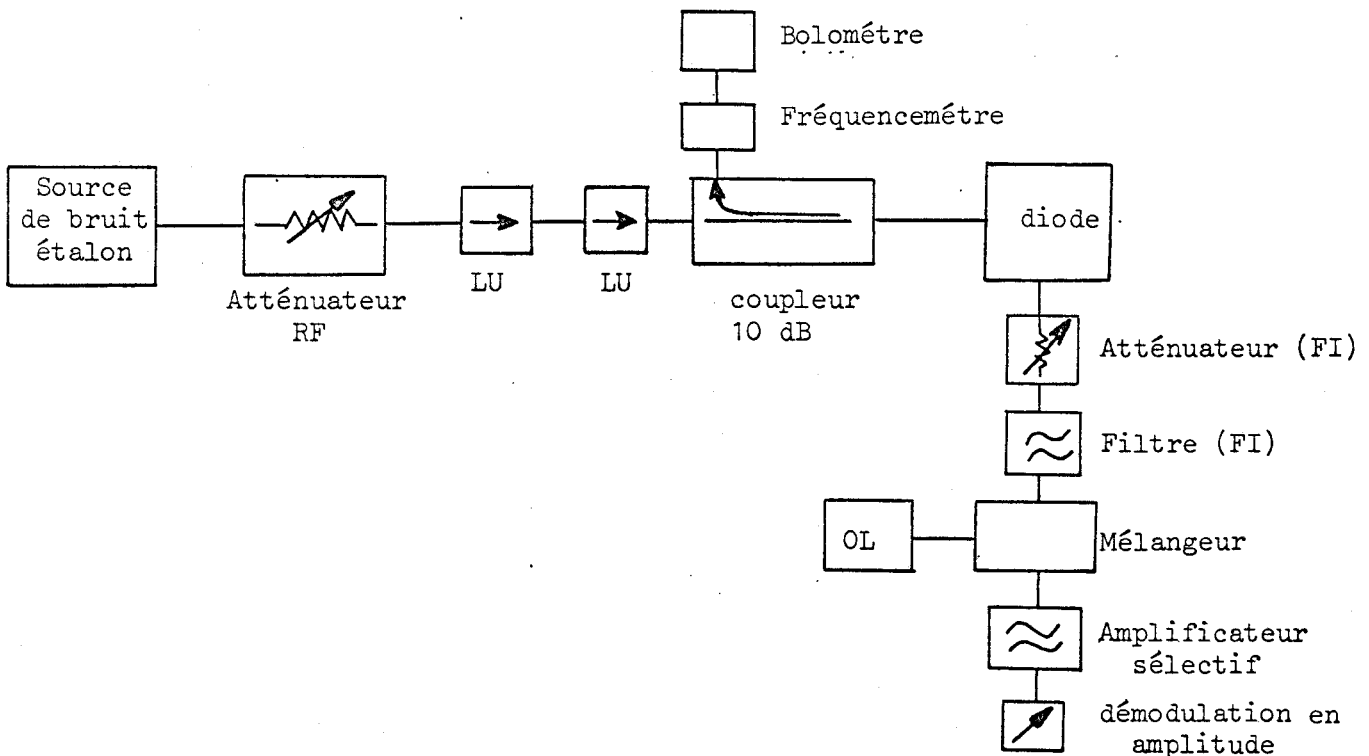 Bolométre
Fréquencemétre
Source
de bruit
étalon
diode
LU
LU
Atténuateur
RF
coupleur
10 dB
Atténuateur (FI)
Filtre (FI)
OL
Mélangeur
Amplificateur
sélectif
démodulation en
amplitude